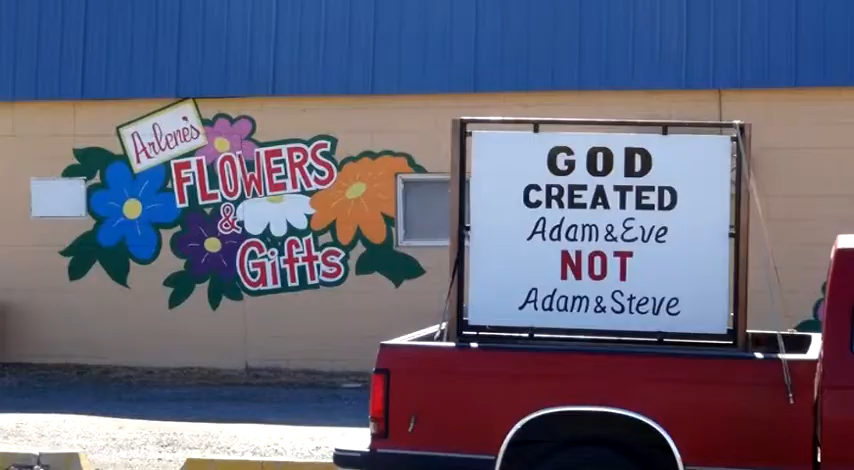 Arlene's
FLOWERS
&
Gifts
GOD
CREATED
Adam & Eve
NOT
Adam & Steve